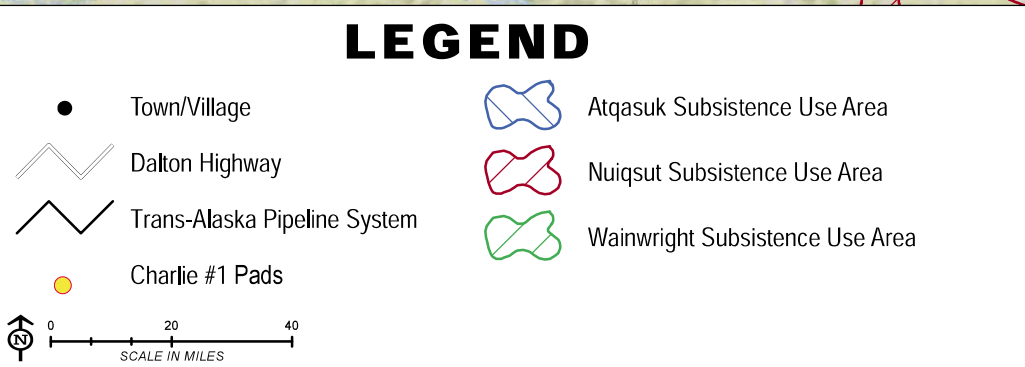 LEGEND
Town/Village
Dalton Highway
Trans-Alaska Pipeline System
Charlie #1 Pads
Atqasuk Subsistence Use Area
Nuiqsut Subsistence Use Area
Wainwright Subsistence Use Area
N
0 20 40
SCALE IN MILES